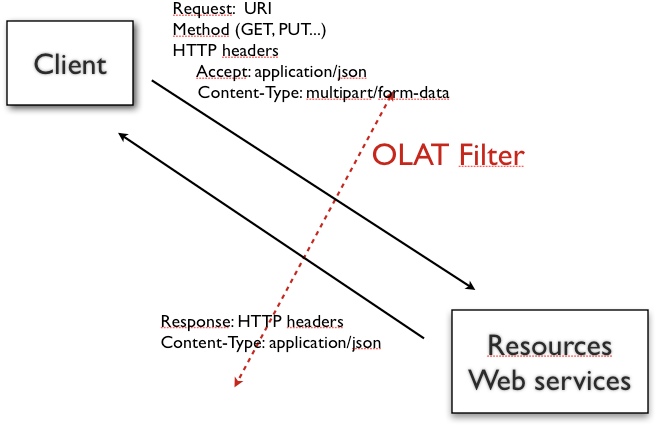 Request: URI
Method (GET, PUT...)
HTTP headers
Accept: application/json
Content-Type: multipart/form-data
Client
OLAT Filter
Response: HTTP headers
Content-Type: application/json
Resources
Web services